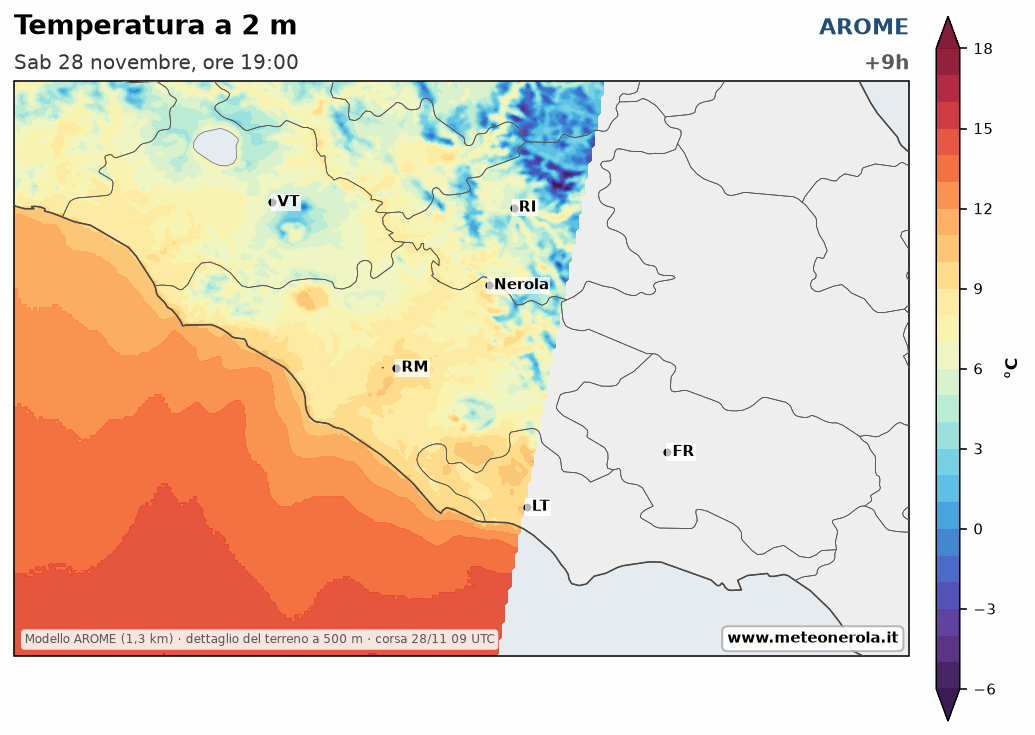 Temperatura a 2 m
AROME
Sab 28 novembre, ore 19:00
+9h
VT
RI
Nerola
RM
FR
LT
Modello AROME (1,3 km) · dettaglio del terreno a 500 m · corsa 28/11 09 UTC
www.meteonerola.it
18
15
12
9
6
3
0
−3
−6
°C